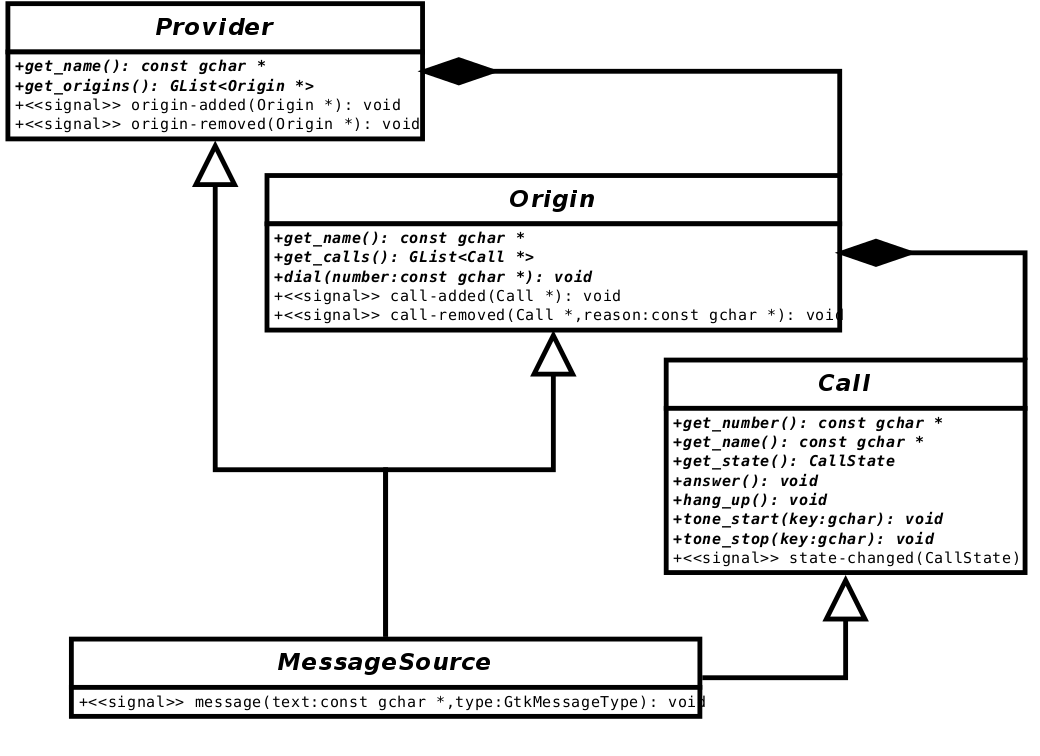 Provider
+get_name(): const gchar *
+get_origins(): GList<Origin *>
+<<signal>> origin-added(Origin *): void
+<<signal>> origin-removed(Origin *): void
Origin
+get_name(): const gchar *
+get_calls(): GList<Call *>
+dial(number:const gchar *): void
+<<signal>> call-added(Call *): void
+<<signal>> call-removed(Call *,reason:const gchar *): void
Call
+get_number(): const gchar *
+get_name(): const gchar *
+get_state(): CallState
+answer(): void
+hang_up(): void
+tone_start(key:gchar): void
+tone_stop(key:gchar): void
+<<signal>> state-changed(CallState)
MessageSource
+<<signal>> message(text:const gchar *,type:GtkMessageType): void